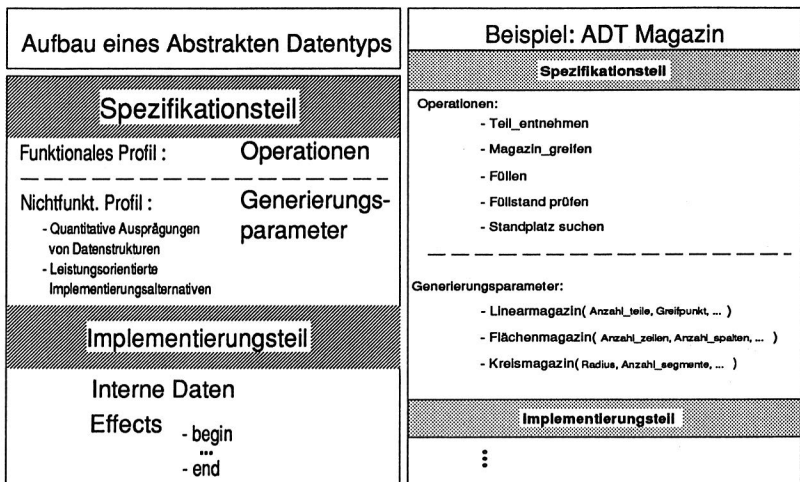 Aufbau eines Abstrakten Datentyps
Spezifikationsteil
Funktionales Profil : Operationen
Nichtfunkt. Profil : Generierungs-
parameter
- Quantitative Ausprägungen
von Datenstrukturen
- Leistungsorientierte
Implementierungsalternativen
Implementierungsteil
Interne Daten
Effects - begin
...
- end
Beispiel: ADT Magazin
Spezifikationsteil
Operationen:
- Teil_entnehmen
- Magazin_greifen
- Füllen
- Füllstand prüfen
- Standplatz suchen
Generierungsparameter:
- Linearmagazin( Anzahl_teile, Greifpunkt, ... )
- Flächenmagazin( Anzahl_zeilen, Anzahl_spalten, ... )
- Kreismagazin( Radius, Anzahl_segmente, ... )
Implementierungsteil